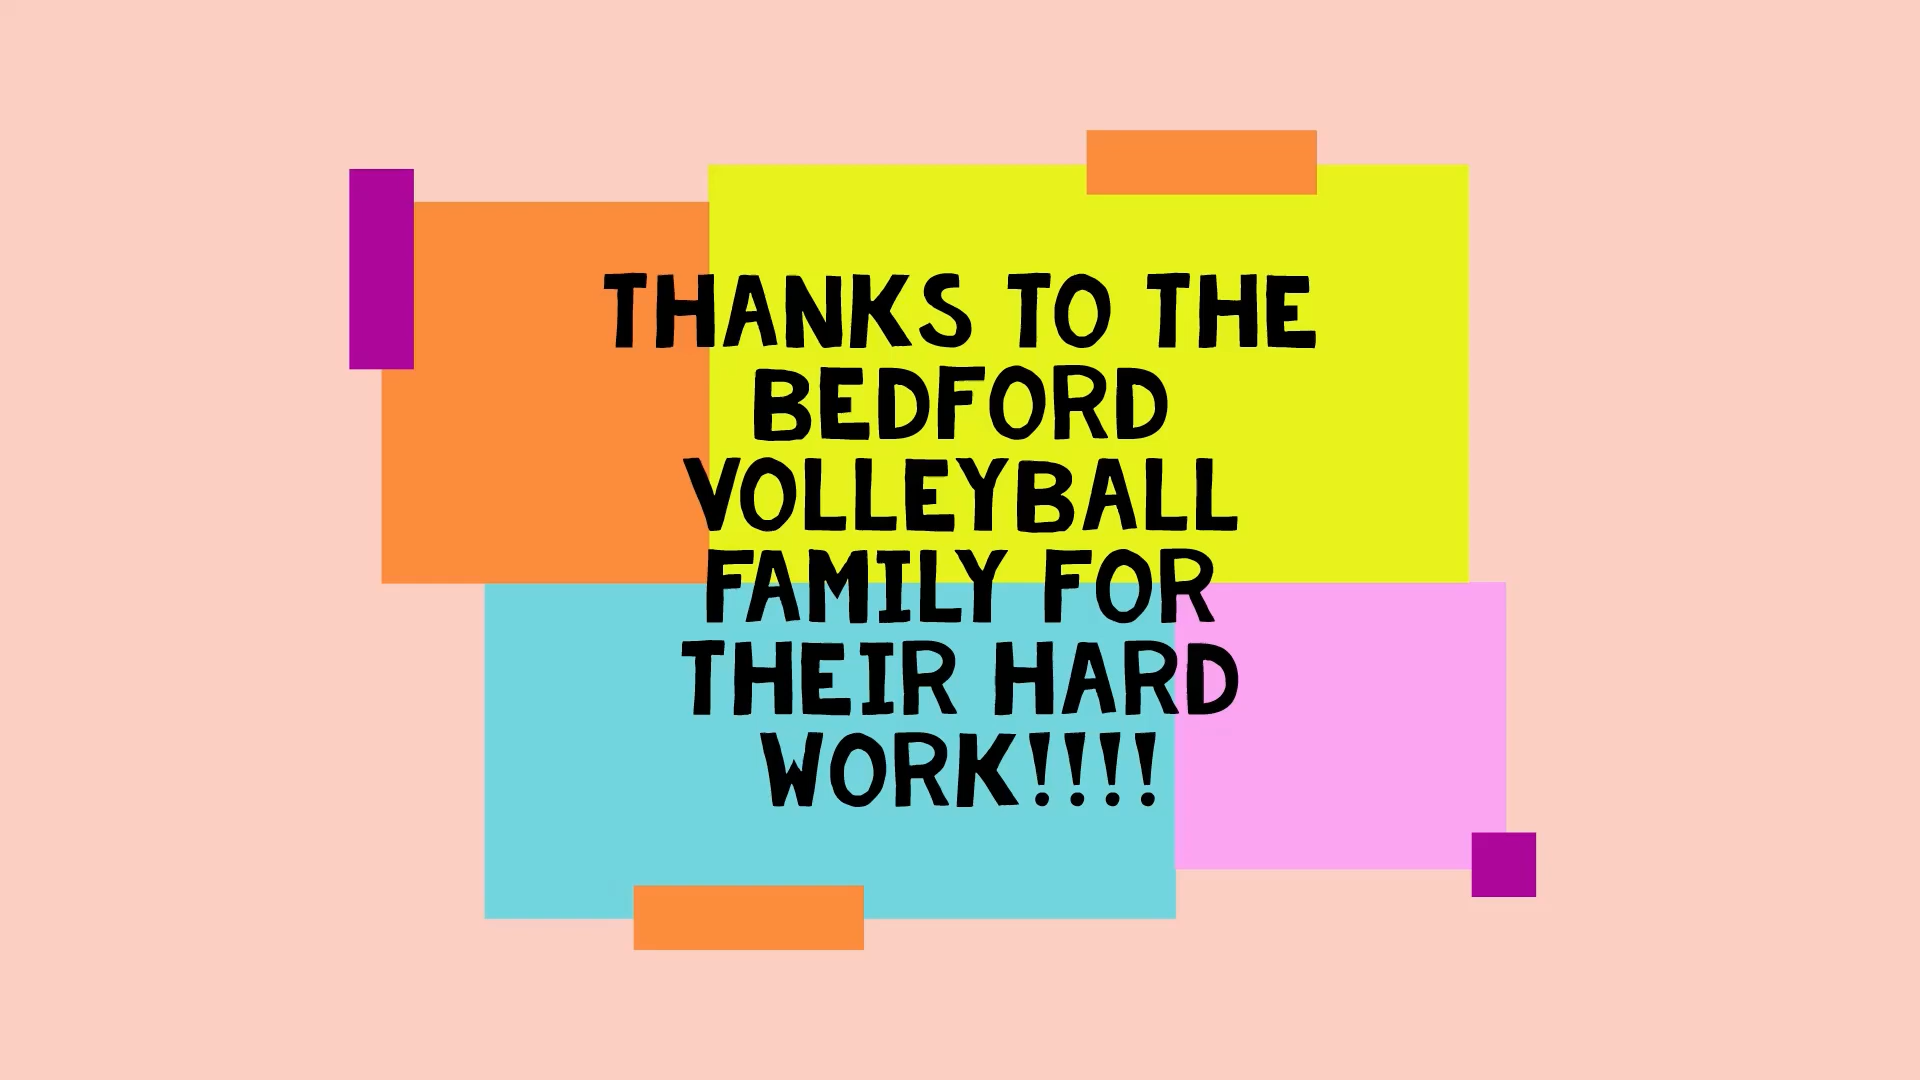 THANKS TO THE
BEDFORD
VOLLEYBALL
FAMILY FOR
THEIR HARD
WORK!!!!